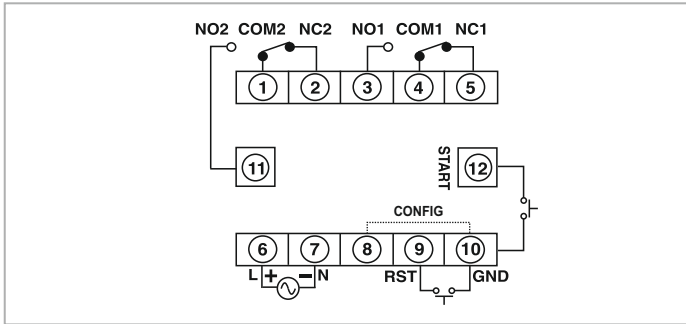 NO2 COM2 NC2 NO1 COM1 NC1
1 2 3 4 5
11 START 12
CONFIG
6 7 8 9 10
L + − N RST GND